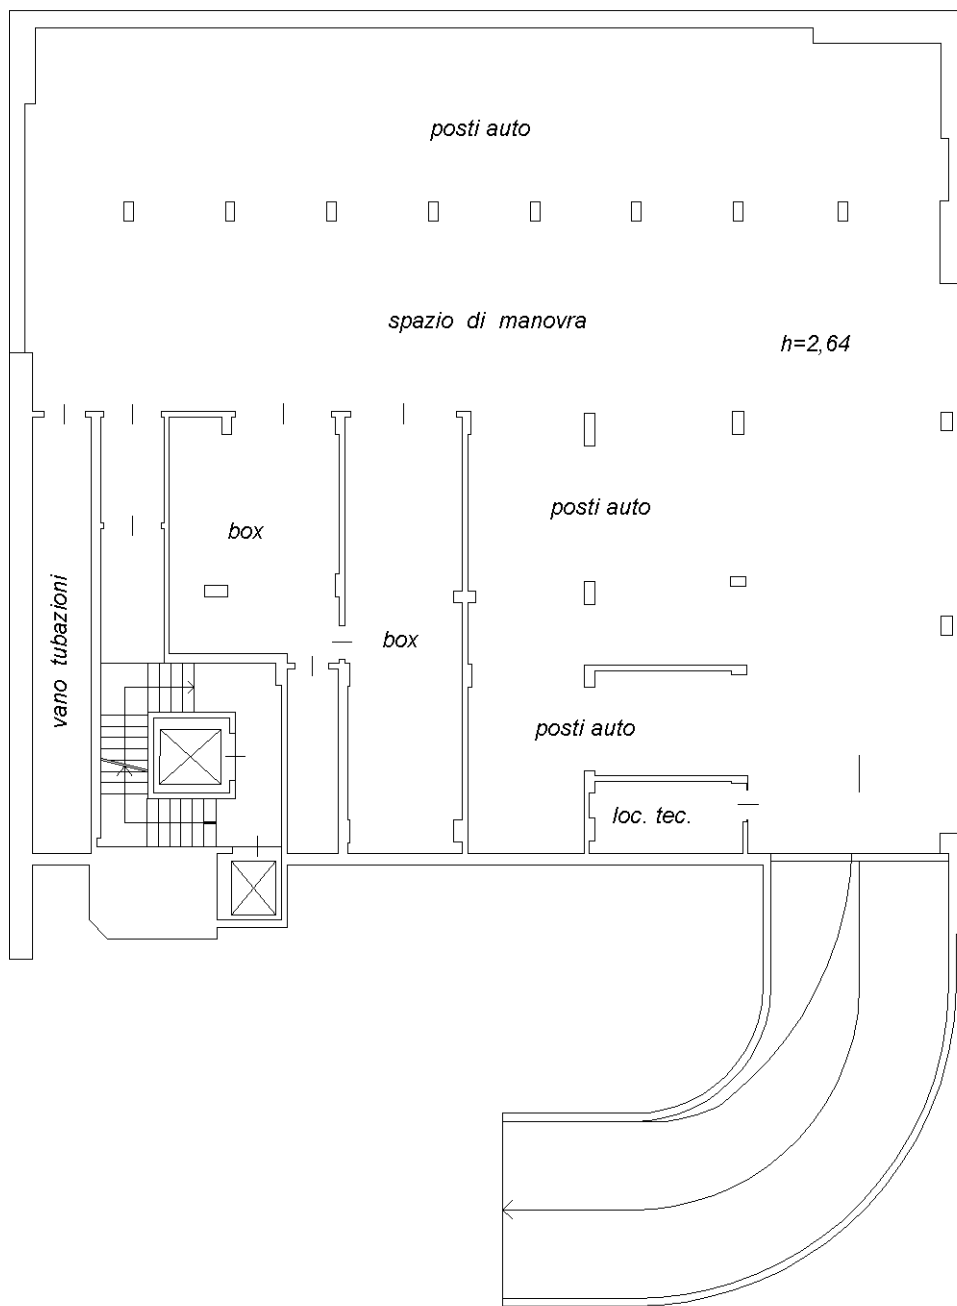 posti auto
spazio di manovra
h=2,64
posti auto
box
vano tubazioni
box
posti auto
loc. tec.